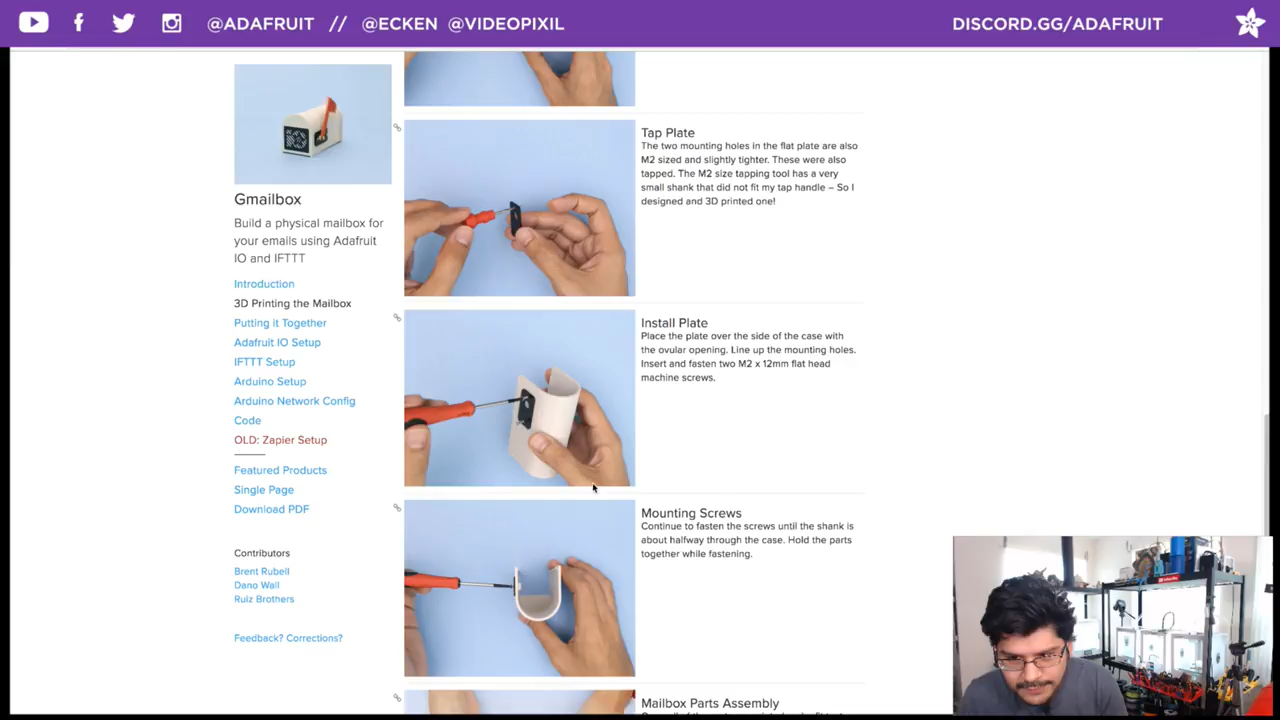 @ADAFRUIT // @ECKEN @VIDEOPIXIL
DISCORD.GG/ADAFRUIT
Gmailbox
Build a physical mailbox for
your emails using Adafruit
IO and IFTTT
Introduction
3D Printing the Mailbox
Putting it Together
Adafruit IO Setup
IFTTT Setup
Arduino Setup
Arduino Network Config
Code
OLD: Zapier Setup
Featured Products
Single Page
Download PDF
Contributors
Brent Rubell
Dano Wall
Ruiz Brothers
Feedback? Corrections?
Tap Plate
The two mounting holes in the flat plate are also
M2 sized and slightly tighter. These were also
tapped. The M2 size tapping tool has a very
small shank that did not fit my tap handle – So I
designed and 3D printed one!
Install Plate
Place the plate over the side of the case with
the ovular opening. Line up the mounting holes.
Insert and fasten two M2 x 12mm flat head
machine screws.
Mounting Screws
Continue to fasten the screws until the shank is
about halfway through the case. Hold the parts
together while fastening.
Mailbox Parts Assembly